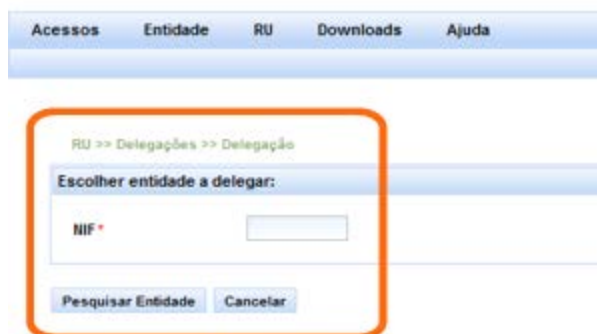 Acessos Entidade RU Downloads Ajuda
RU >> Delegações >> Delegação
Escolher entidade a delegar:
NIF *
Pesquisar Entidade Cancelar